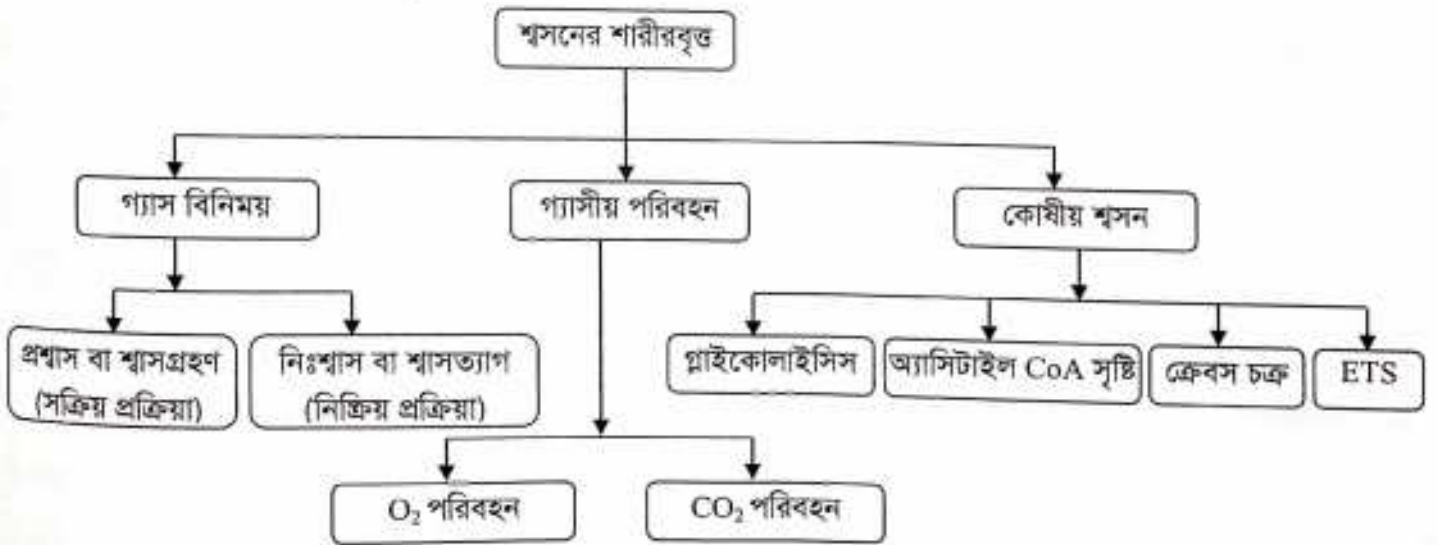 শ্বসনের শারীরবৃত্ত
গ্যাস বিনিময়
গ্যাসীয় পরিবহন
কোষীয় শ্বসন
প্রশ্বাস বা শ্বাসগ্রহণ
(সক্রিয় প্রক্রিয়া)
নিঃশ্বাস বা শ্বাসত্যাগ
(নিষ্ক্রিয় প্রক্রিয়া)
গ্লাইকোলাইসিস
অ্যাসিটাইল CoA সৃষ্টি
ক্রেবস চক্র
ETS
O₂ পরিবহন
CO₂ পরিবহন